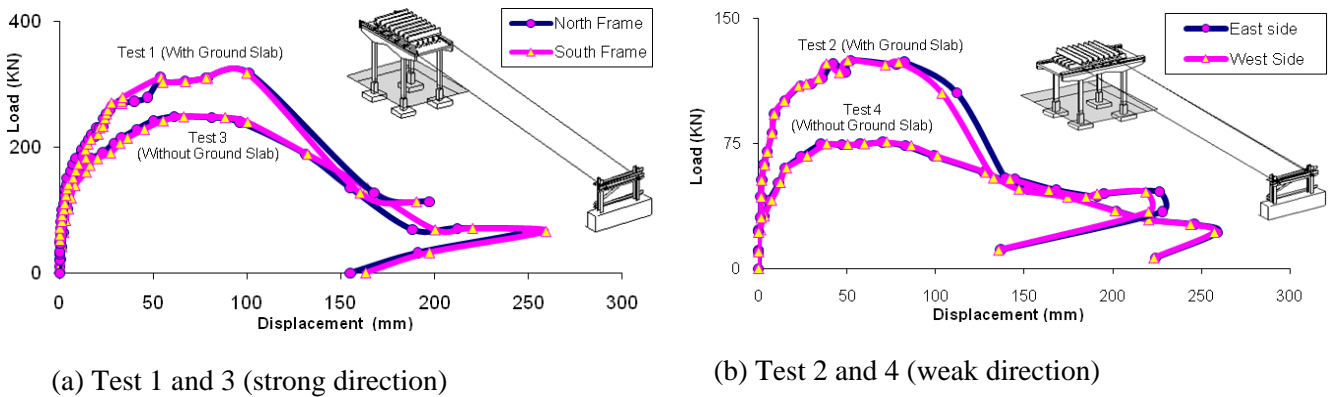 400
200
0
Load (KN)
0 50 100 150 200 250 300
Displacement (mm)
Test 1 (With Ground Slab)
Test 3
(Without Ground Slab)
North Frame
South Frame
(a) Test 1 and 3 (strong direction)
150
75
0
Load (KN)
0 50 100 150 200 250 300
Displacement (mm)
Test 2 (With Ground Slab)
Test 4
(Without Ground Slab)
East side
West Side
(b) Test 2 and 4 (weak direction)